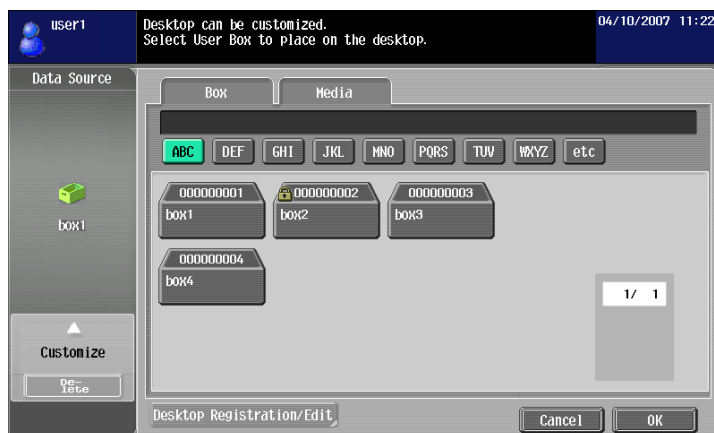 user1
Desktop can be customized.
Select User Box to place on the desktop.
04/10/2007 11:22
Data Source
Box
Media
ABC
DEF
GHI
JKL
MNO
PQRS
TUV
WXYZ
etc
000000001
box1
000000002
box2
000000003
box3
box1
000000004
box4
1/ 1
Customize
De-
lete
Desktop Registration/Edit
Cancel
OK